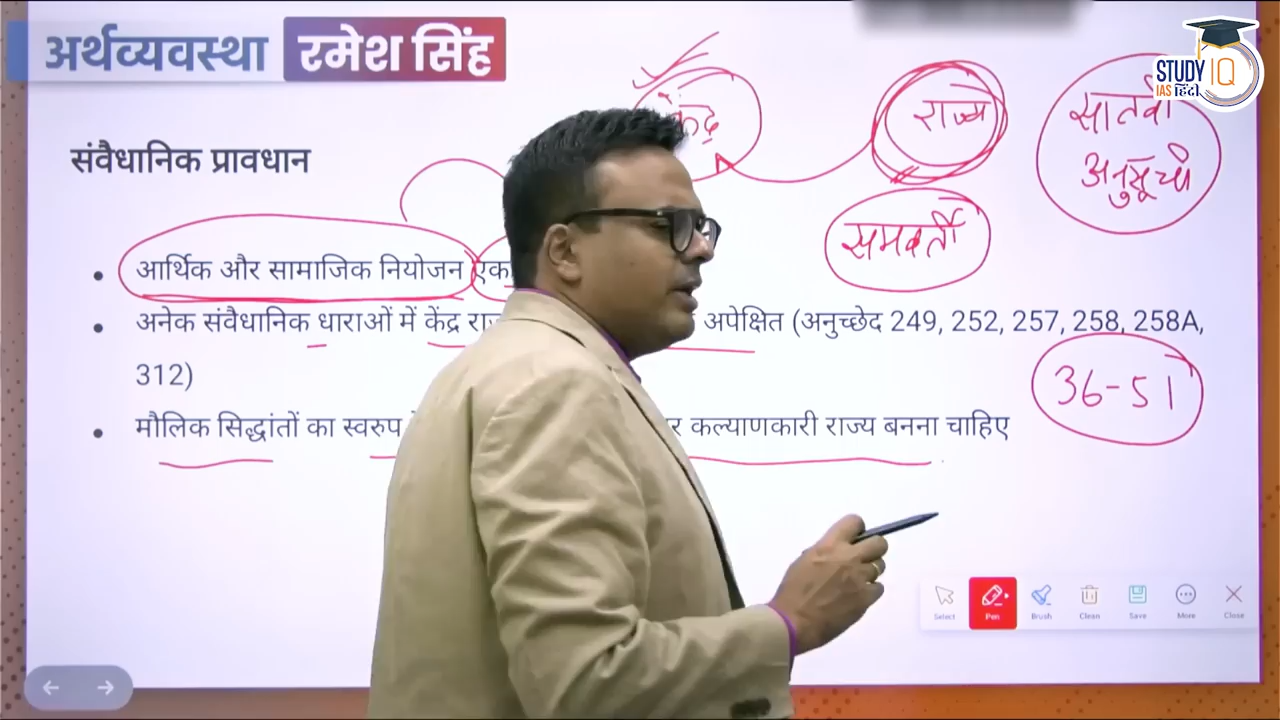 अर्थव्यवस्था रमेश सिंह
STUDY IQ
IAS हिंदी
केंद्र राज्य सातवीं
अनुसूची
संवैधानिक प्रावधान
समवर्ती
आर्थिक और सामाजिक नियोजन एक
अनेक संवैधानिक धाराओं में केंद्र अपेक्षित (अनुच्छेद 249, 252, 257, 258, 258A,
312)
36-51
मौलिक सिद्धांतों का स्वरुप कल्याणकारी राज्य बनना चाहिए
Select Pen Brush Clean Save More Close